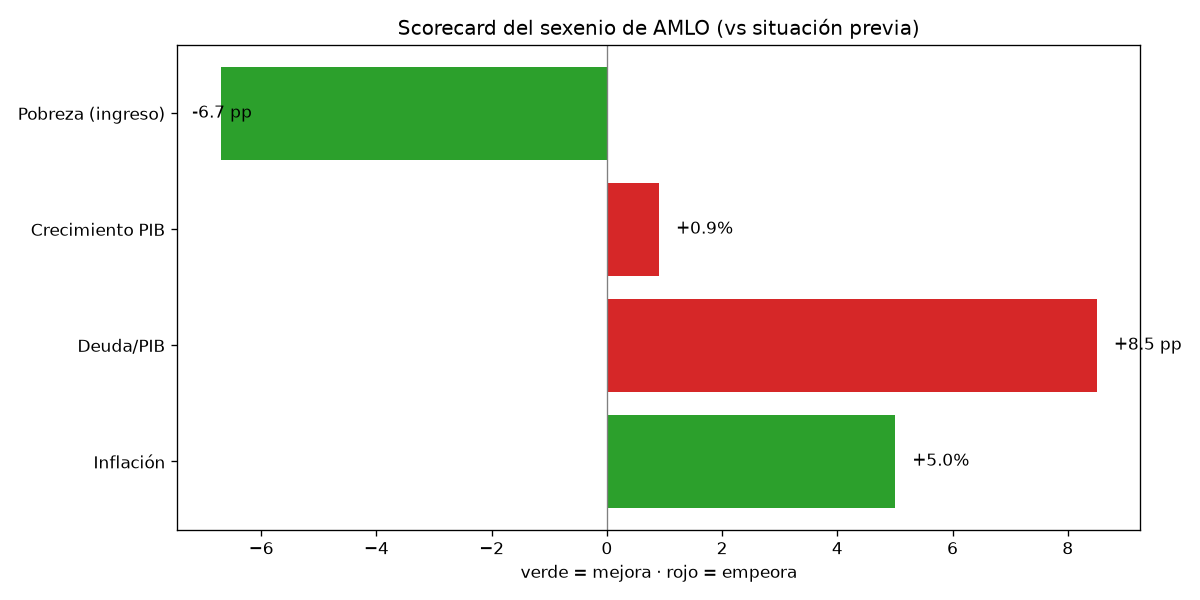 Scorecard del sexenio de AMLO (vs situación previa)
Pobreza (ingreso)
-6.7 pp
Crecimiento PIB
+0.9%
Deuda/PIB
+8.5 pp
Inflación
+5.0%
−6 −4 −2 0 2 4 6 8
verde = mejora · rojo = empeora